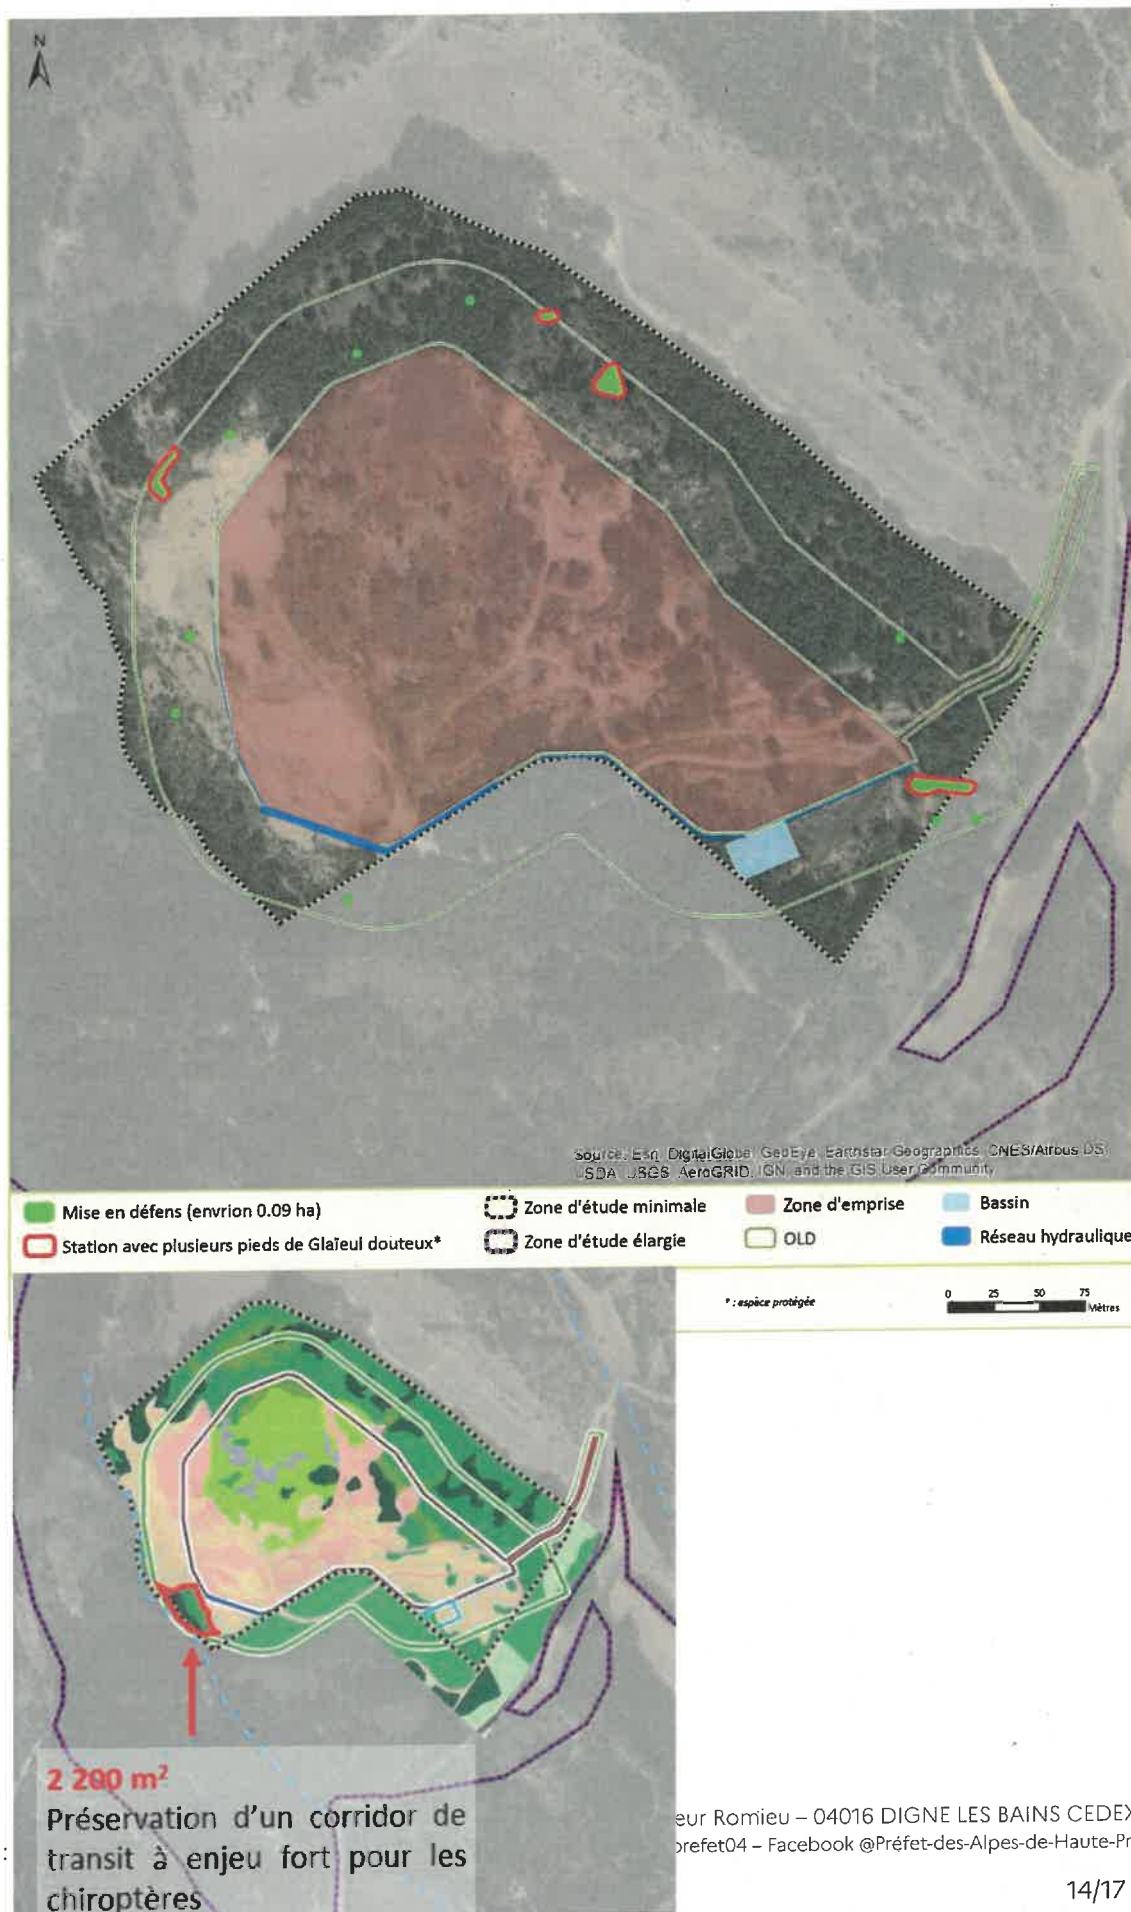 N
Source: Esri, DigitalGlobe, GeoEye, Earthstar Geographics, CNES/Airbus DS,
USDA, USGS, AeroGRID, IGN, and the GIS User Community
Mise en défens (envrion 0.09 ha)
Station avec plusieurs pieds de Glaïeul douteux*
Zone d'étude minimale
Zone d'étude élargie
Zone d'emprise
OLD
Bassin
Réseau hydraulique
* : espèce protégée
0 25 50 75
Mètres
2 200 m²
Préservation d'un corridor de
transit à enjeu fort pour les
chiroptères
eur Romieu – 04016 DIGNE LES BAINS CEDEX
prefet04 – Facebook @Préfet-des-Alpes-de-Haute-Pr
:
14/17